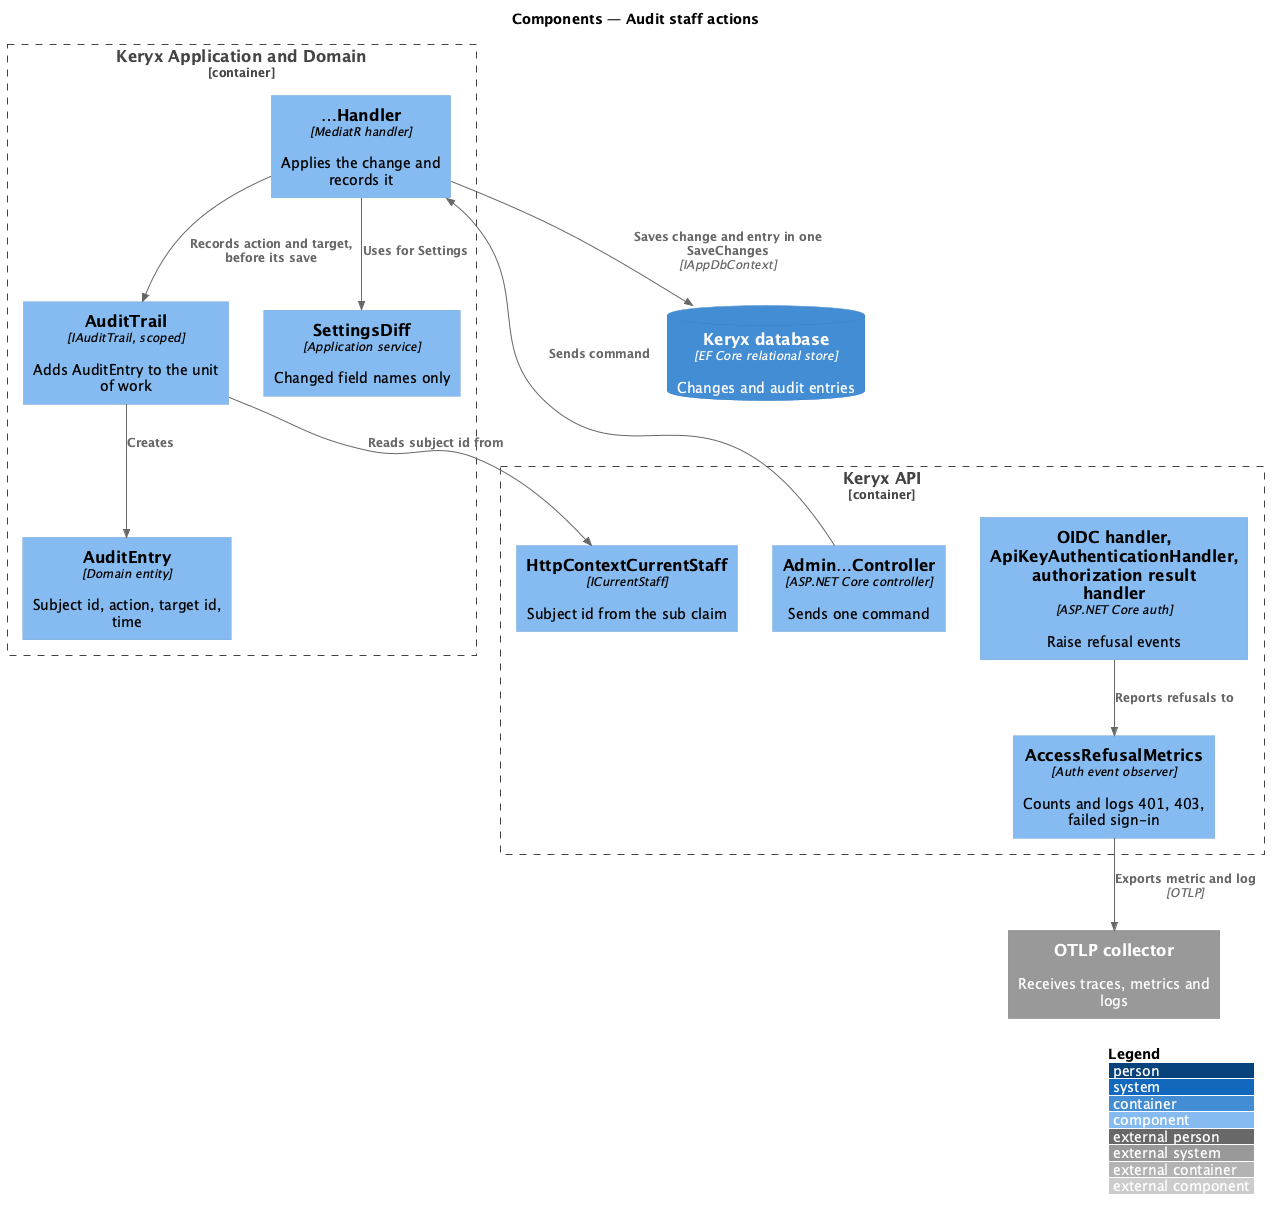 Components — Audit staff actions
Keryx Application and Domain
[container]
...Handler
[MediatR handler]
Applies the change and
records it
Records action and target,
before its save
Uses for Settings
Saves change and entry in one
SaveChanges
[IAppDbContext]
AuditTrail
[IAuditTrail, scoped]
Adds AuditEntry to the unit
of work
SettingsDiff
[Application service]
Changed field names only
Sends command
Keryx database
[EF Core relational store]
Changes and audit entries
Creates
Reads subject id from
AuditEntry
[Domain entity]
Subject id, action, target id,
time
Keryx API
[container]
HttpContextCurrentStaff
[ICurrentStaff]
Subject id from the sub claim
Admin...Controller
[ASP.NET Core controller]
Sends one command
OIDC handler,
ApiKeyAuthenticationHandler,
authorization result
handler
[ASP.NET Core auth]
Raise refusal events
Reports refusals to
AccessRefusalMetrics
[Auth event observer]
Counts and logs 401, 403,
failed sign-in
Exports metric and log
[OTLP]
OTLP collector
Receives traces, metrics and
logs
Legend
person
system
container
component
external person
external system
external container
external component